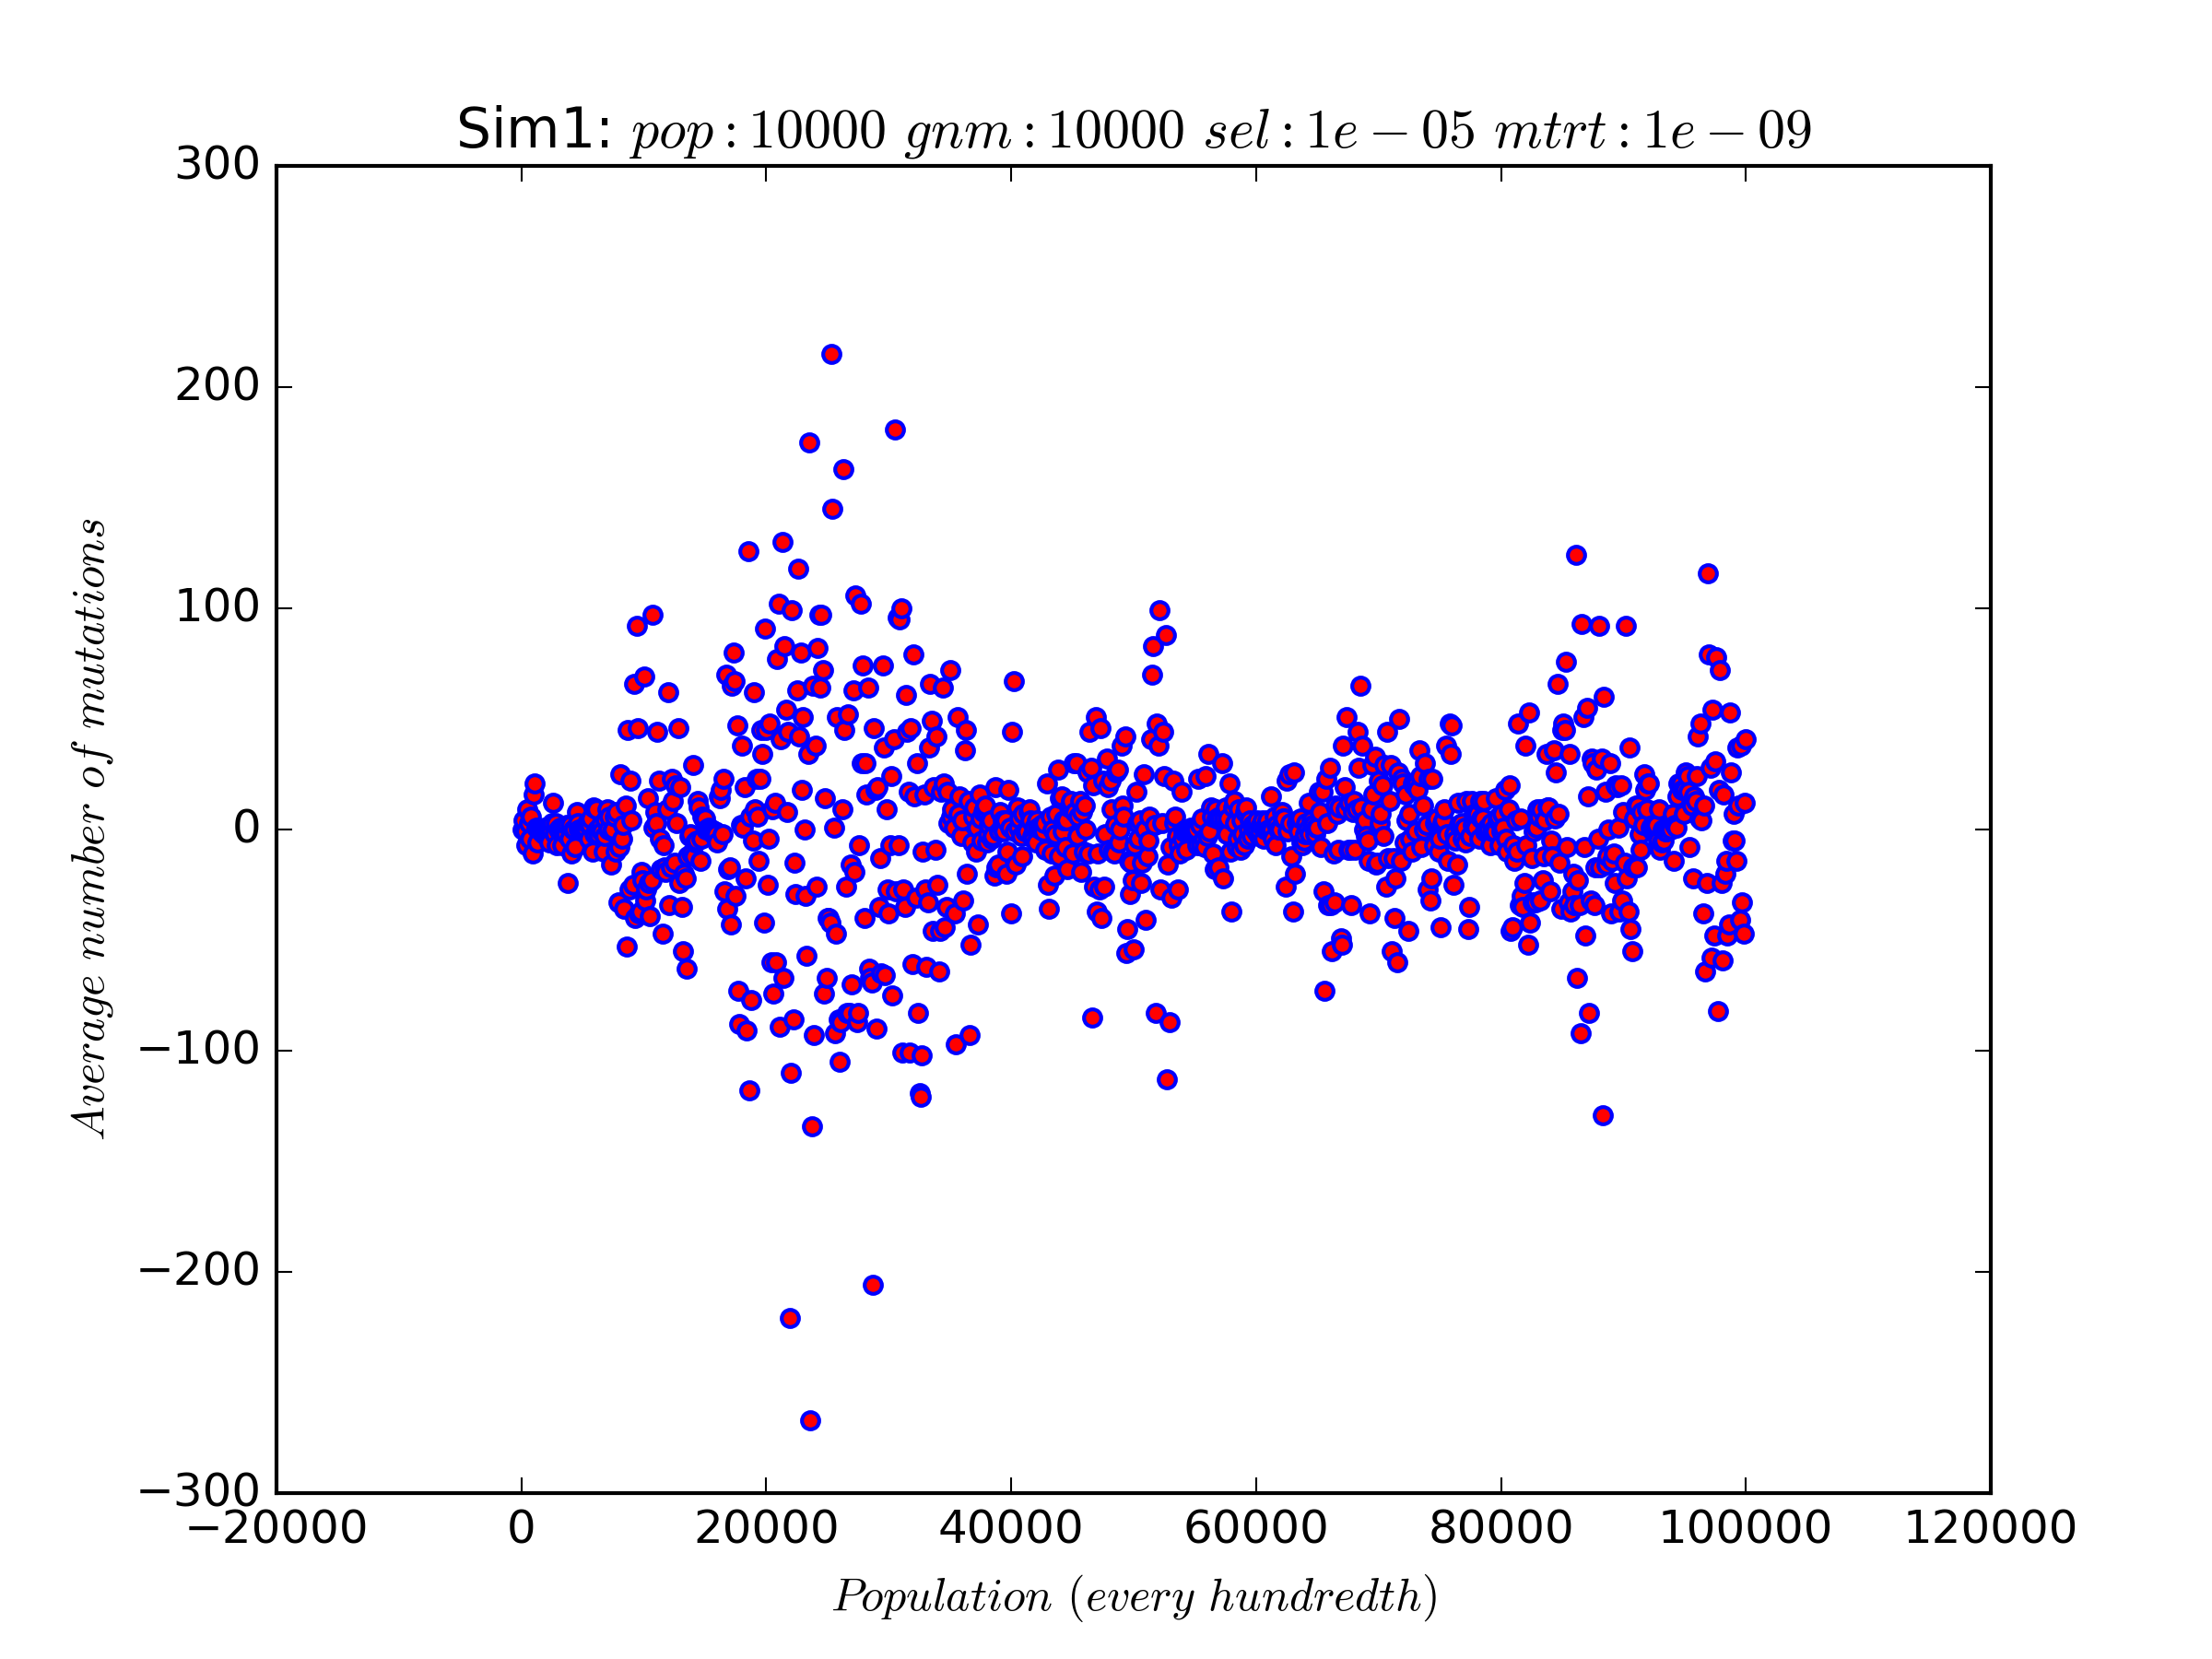 Sim1: pop : 10000 gnm : 10000 sel : 1e − 05 mtrt : 1e − 09
300
200
100
0
−100
−200
−300
Average number of mutations
−20000 0 20000 40000 60000 80000 100000 120000
Population (every hundredth)